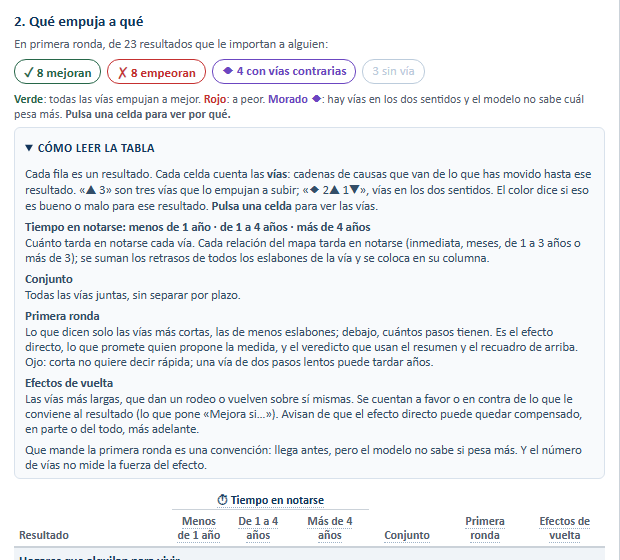 2. Qué empuja a qué
En primera ronda, de 23 resultados que le importan a alguien:
✓ 8 mejoran ✗ 8 empeoran ◆ 4 con vías contrarias 3 sin vía
Verde: todas las vías empujan a mejor. Rojo: a peor. Morado ◆: hay vías en los dos sentidos y el modelo no sabe cuál
pesa más. Pulsa una celda para ver por qué.
▼ CÓMO LEER LA TABLA
Cada fila es un resultado. Cada celda cuenta las vías: cadenas de causas que van de lo que has movido hasta ese
resultado. «▲ 3» son tres vías que lo empujan a subir; «◆ 2▲ 1▼», vías en los dos sentidos. El color dice si eso
es bueno o malo para ese resultado. Pulsa una celda para ver las vías.
Tiempo en notarse: menos de 1 año · de 1 a 4 años · más de 4 años
Cuánto tarda en notarse cada vía. Cada relación del mapa tarda en notarse (inmediata, meses, de 1 a 3 años o
más de 3); se suman los retrasos de todos los eslabones de la vía y se coloca en su columna.
Conjunto
Todas las vías juntas, sin separar por plazo.
Primera ronda
Lo que dicen solo las vías más cortas, las de menos eslabones; debajo, cuántos pasos tienen. Es el efecto
directo, lo que promete quien propone la medida, y el veredicto que usan el resumen y el recuadro de arriba.
Ojo: corta no quiere decir rápida; una vía de dos pasos lentos puede tardar años.
Efectos de vuelta
Las vías más largas, que dan un rodeo o vuelven sobre sí mismas. Se cuentan a favor o en contra de lo que le
conviene al resultado (lo que pone «Mejora si…»). Avisan de que el efecto directo puede quedar compensado,
en parte o del todo, más adelante.
Que mande la primera ronda es una convención: llega antes, pero el modelo no sabe si pesa más. Y el número
de vías no mide la fuerza del efecto.
⏱ Tiempo en notarse
Resultado Menos de 1 año De 1 a 4 años Más de 4 años Conjunto Primera ronda Efectos de vuelta
Hogares que alquilan para vivir